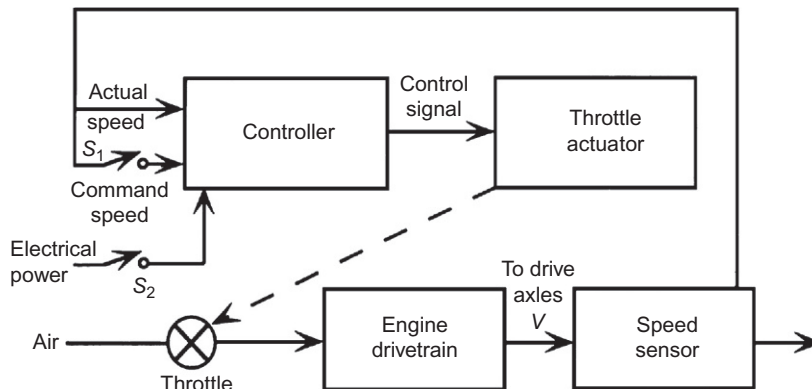 Actual
speed
S1
Command
speed
Controller
Control
signal
Throttle
actuator
Electrical
power
S2
Air
Throttle
Engine
drivetrain
To drive
axles
V
Speed
sensor